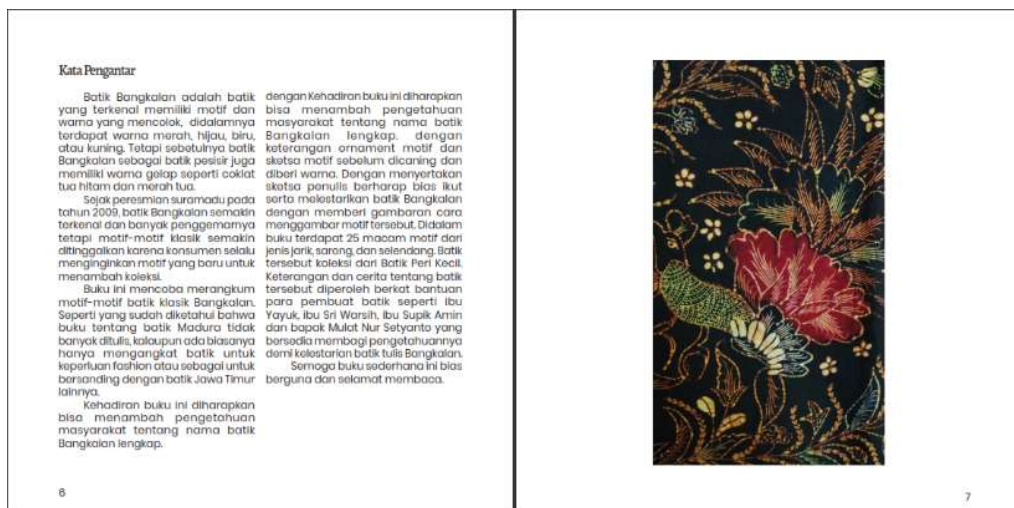 Kata Pengantar
Batik Bangkalan adalah batik
yang terkenal memiliki motif dan
warna yang mencolok, didalamnya
terdapat warna merah, hijau, biru,
atau kuning. Tetapi sebetulnya batik
Bangkalan sebagai batik pesisir juga
memiliki warna gelap seperti coklat
tua hitam dan merah tua.
Sejak peresmian suramadu pada
tahun 2009, batik Bangkalan semakin
terkenal dan banyak penggemarnya
tetapi motif-motif klasik semakin
ditinggalkan karena konsumen selalu
menginginkan motif yang baru untuk
menambah koleksi.
Buku ini mencoba merangkum
motif-motif batik klasik Bangkalan.
Seperti yang sudah diketahui bahwa
buku tentang batik Madura tidak
banyak ditulis, kalaupun ada biasanya
hanya mengangkat batik untuk
keperluan fashion atau sebagai untuk
bersanding dengan batik Jawa Timur
lainnya.
Kehadiran buku ini diharapkan
bisa menambah pengetahuan
masyarakat tentang nama batik
Bangkalan lengkap.
dengan Kehadiran buku ini diharapkan
bisa menambah pengetahuan
masyarakat tentang nama batik
Bangkalan lengkap. dengan
keterangan ornament motif dan
sketsa motif sebelum dicaning dan
diberi warna. Dengan menyertakan
sketsa penulis berharap bias ikut
serta melestarikan batik Bangkalan
dengan memberi gambaran cara
menggambar motif tersebut. Didalam
buku terdapat 25 macam motif dari
jenis jarik, sarong, dan selendang. Batik
tersebut koleksi dari Batik Peri Kecil.
Keterangan dan cerita tentang batik
tersebut diperoleh berkat bantuan
para pembuat batik seperti ibu
Yayuk, ibu Sri Warsih, ibu Supik Amin
dan bapak Mulat Nur Setyanto yang
bersedia membagi pengetahuannya
demi kelestarian batik tulis Bangkalan.
Semoga buku sederhana ini bias
berguna dan selamat membaca.
6
7